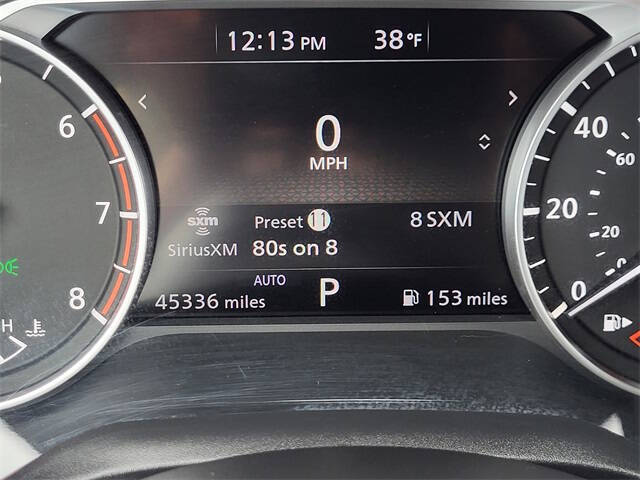 12:13 PM 38°F
0
MPH
sxm Preset 11 8 SXM
SiriusXM 80s on 8
AUTO
45336 miles P 153 miles
6
7
8
H
40
60
20
20
0
0